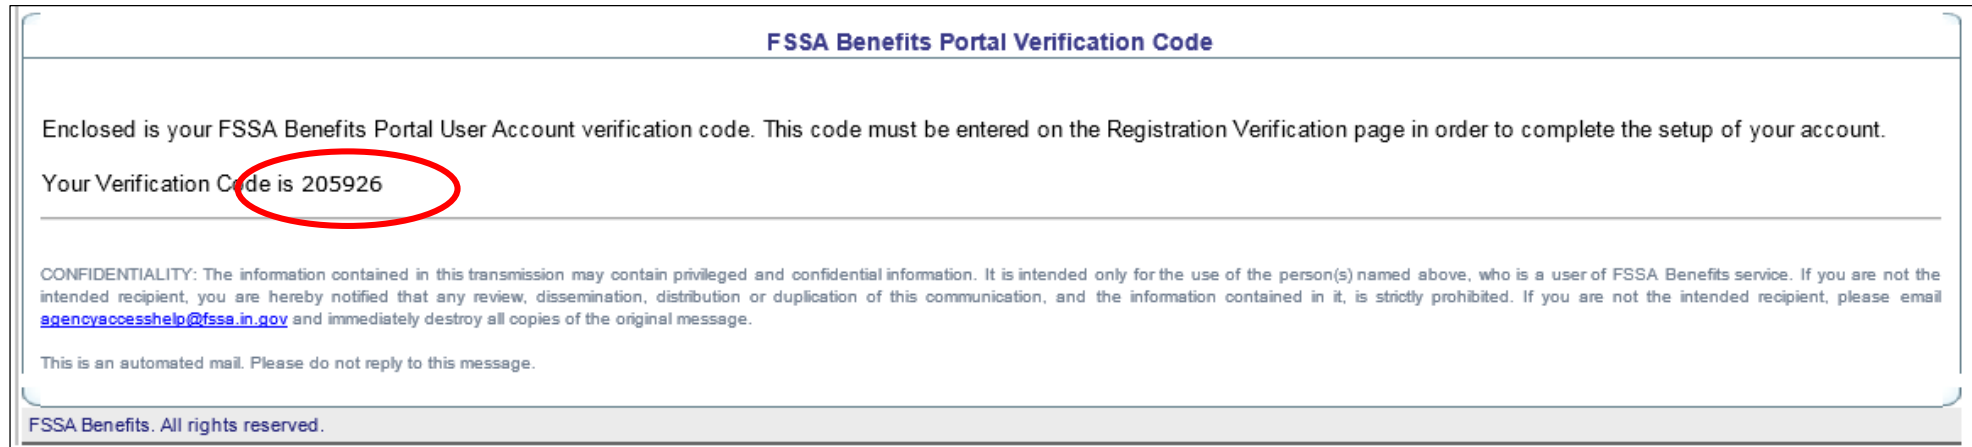 FSSA Benefits Portal Verification Code
Enclosed is your FSSA Benefits Portal User Account verification code. This code must be entered on the Registration Verification page in order to complete the setup of your account.
Your Verification Code is 205926
CONFIDENTIALITY: The information contained in this transmission may contain privileged and confidential information. It is intended only for the use of the person(s) named above, who is a user of FSSA Benefits service. If you are not the
intended recipient, you are hereby notified that any review, dissemination, distribution or duplication of this communication, and the information contained in it, is strictly prohibited. If you are not the intended recipient, please email
agencyaccesshelp@fssa.in.gov and immediately destroy all copies of the original message.
This is an automated mail. Please do not reply to this message.
FSSA Benefits. All rights reserved.